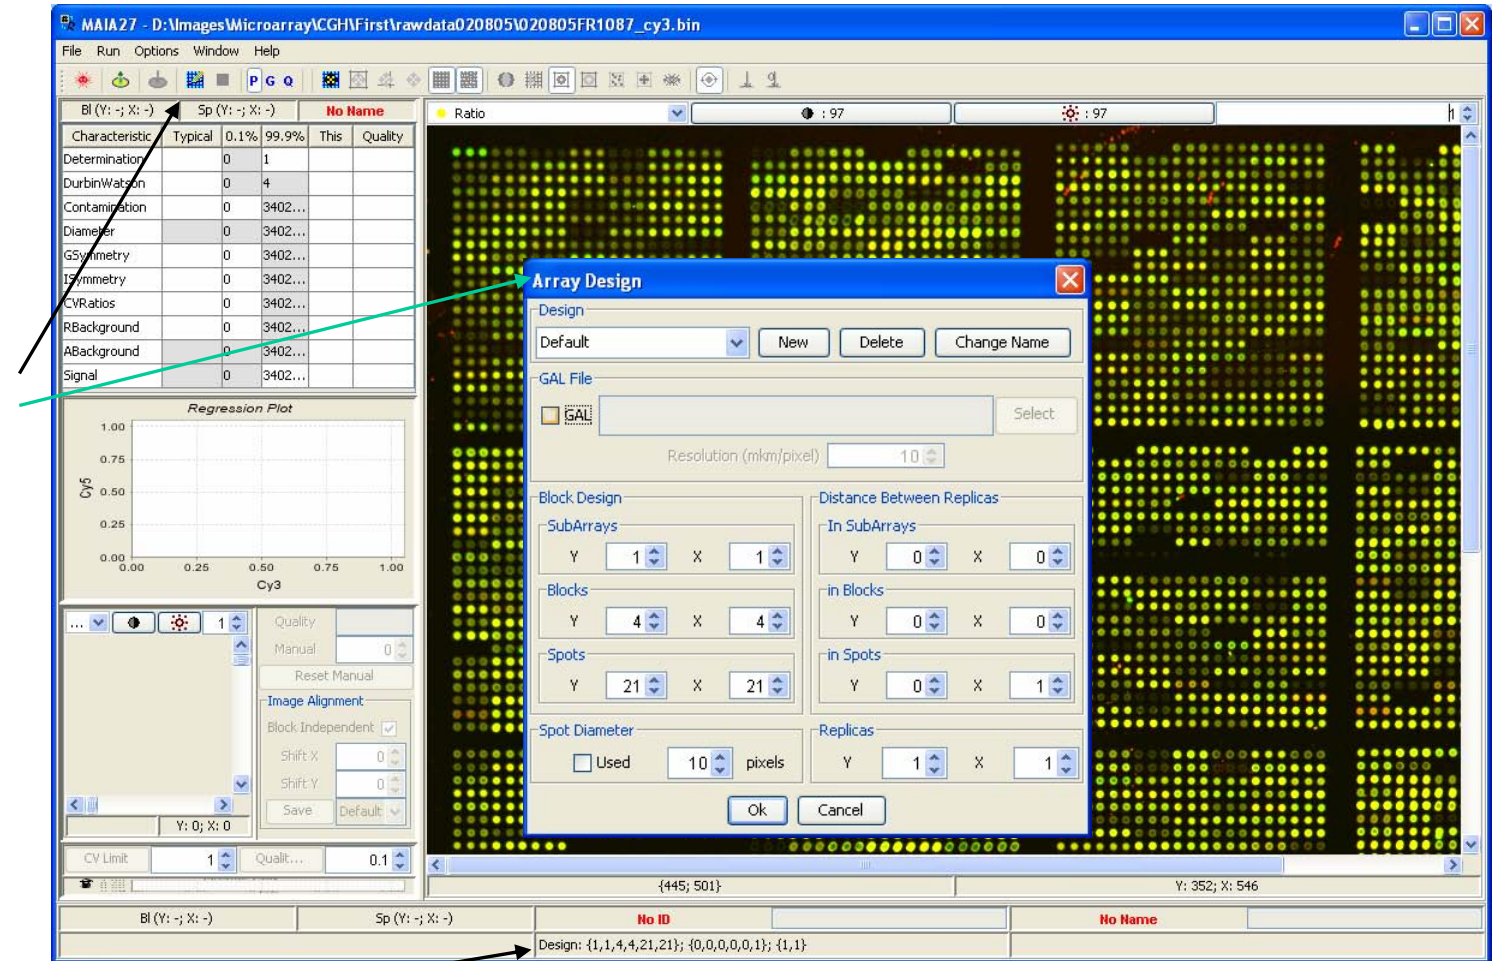 MAIA27 - D:\Images\Microarray\CGH\First\rawdata020805\020805FR1087_cy3.bin
File Run Options Window Help
P G Q
Bl (Y: -; X: -) Sp (Y: -; X: -) No Name
Ratio : 97 : 97 1
Characteristic Typical 0.1% 99.9% This Quality
Determination 0 1
DurbinWatson 0 4
Contamination 0 3402...
Diameter 0 3402...
GSymmetry 0 3402...
ISymmetry 0 3402...
CVRatios 0 3402...
RBackground 0 3402...
ABackground 0 3402...
Signal 0 3402...
Regression Plot
1.00
0.75
0.50
0.25
0.00
Cy5
0.00 0.25 0.50 0.75 1.00
Cy3
... 1
Y: 0; X: 0
Quality
Manual 0
Reset Manual
Image Alignment
Block Independent
Shift X 0
Shift Y 0
Save Default
CV Limit 1 Qualit... 0.1
Array Design
Design
Default New Delete Change Name
GAL File
GAL Select
Resolution (mkm/pixel) 10
Block Design
SubArrays
Y 1 X 1
Blocks
Y 4 X 4
Spots
Y 21 X 21
Distance Between Replicas
In SubArrays
Y 0 X 0
in Blocks
Y 0 X 0
in Spots
Y 0 X 1
Spot Diameter
Used 10 pixels
Replicas
Y 1 X 1
Ok Cancel
{445; 501} Y: 352; X: 546
Bl (Y: -; X: -) Sp (Y: -; X: -) No ID No Name
Design: {1,1,4,4,21,21}; {0,0,0,0,0,1}; {1,1}